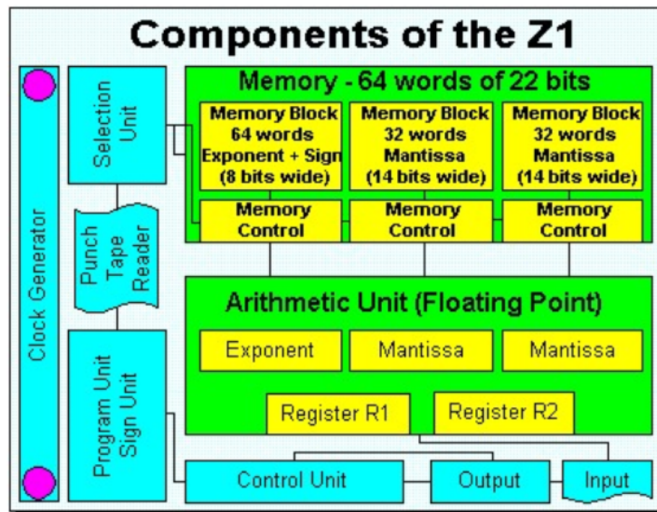 Components of the Z1
Clock Generator
Selection
Unit
Punch
Tape
Reader
Program Unit
Sign Unit
Memory - 64 words of 22 bits
Memory Block
64 words
Exponent + Sign
(8 bits wide)
Memory Block
32 words
Mantissa
(14 bits wide)
Memory Block
32 words
Mantissa
(14 bits wide)
Memory
Control
Memory
Control
Memory
Control
Arithmetic Unit (Floating Point)
Exponent
Mantissa
Mantissa
Register R1
Register R2
Control Unit
Output
Input